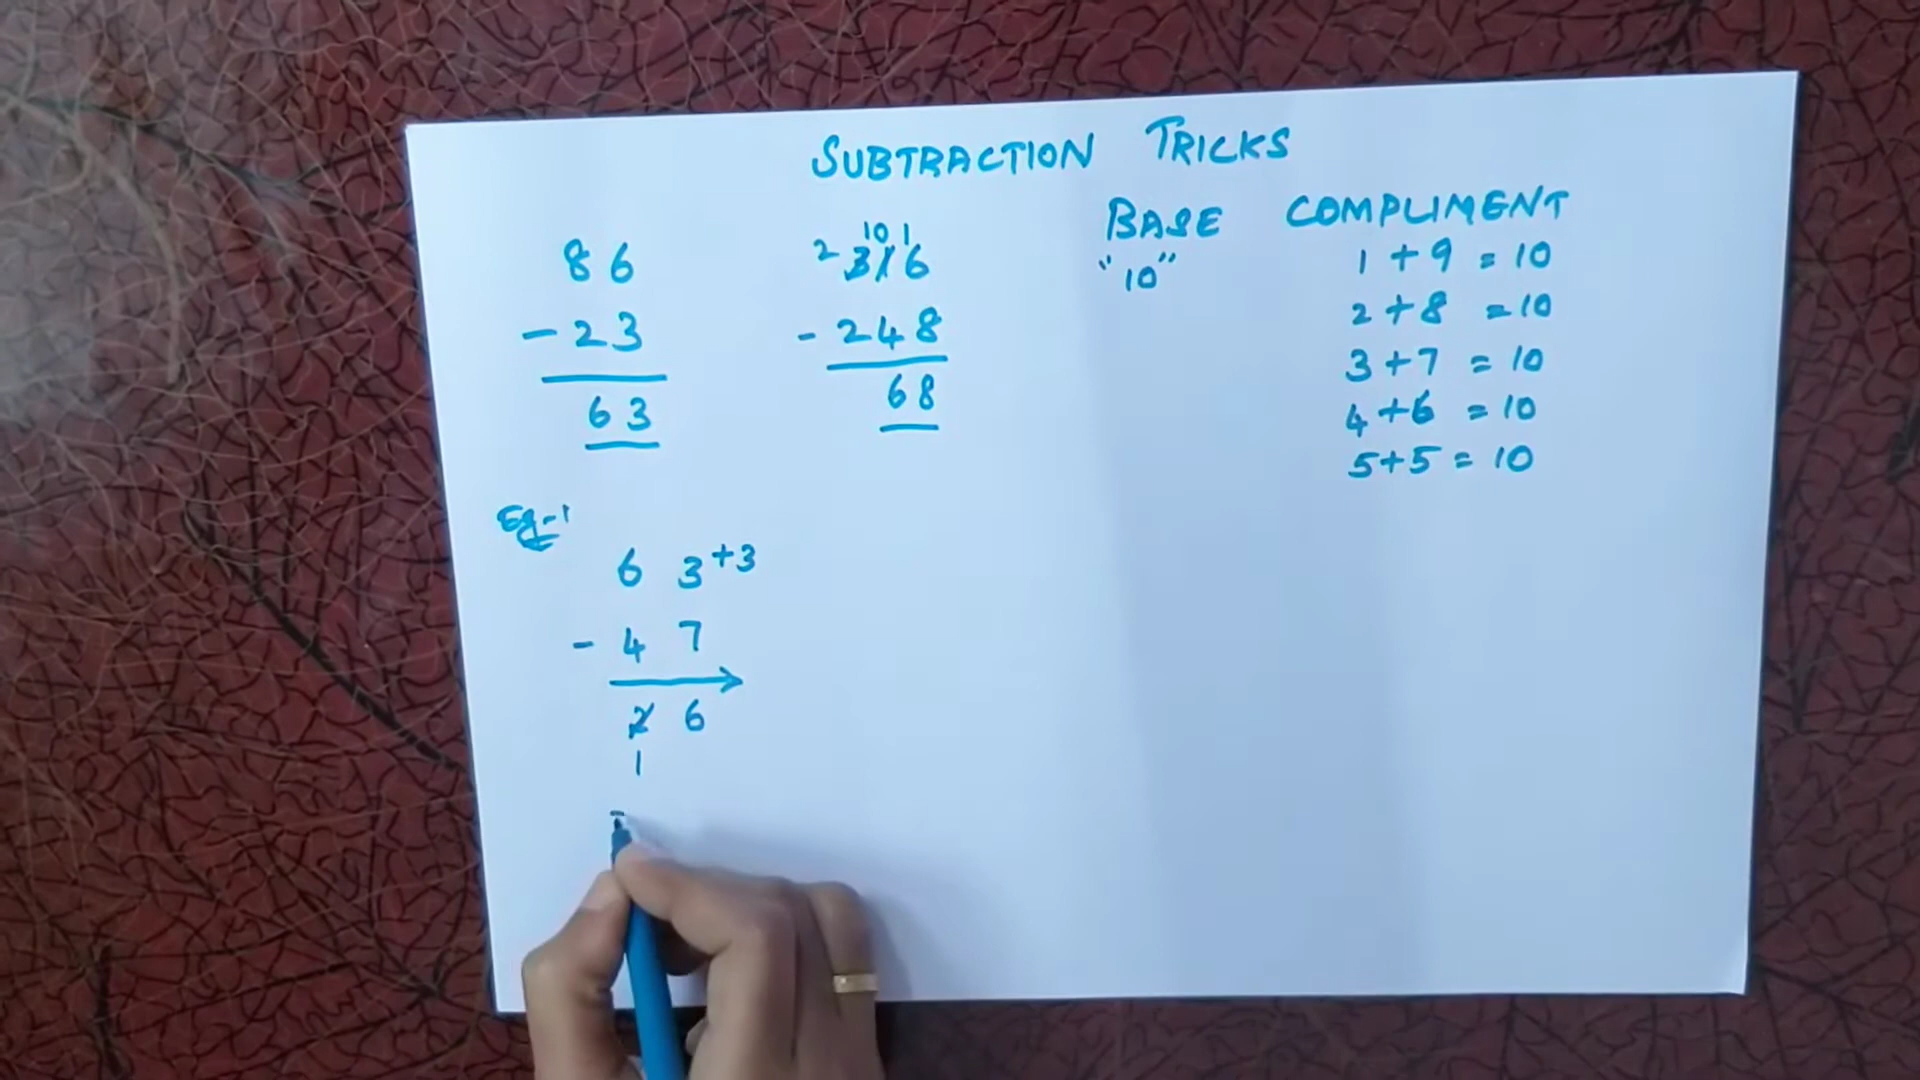 SUBTRACTION TRICKS
86
- 23
63
10 1
2 316
- 248
68
BASE COMPLIMENT
"10"
1 + 9 = 10
2 + 8 = 10
3 + 7 = 10
4 + 6 = 10
5 + 5 = 10
Eg-1
6 3 +3
- 4 7
2 6
1